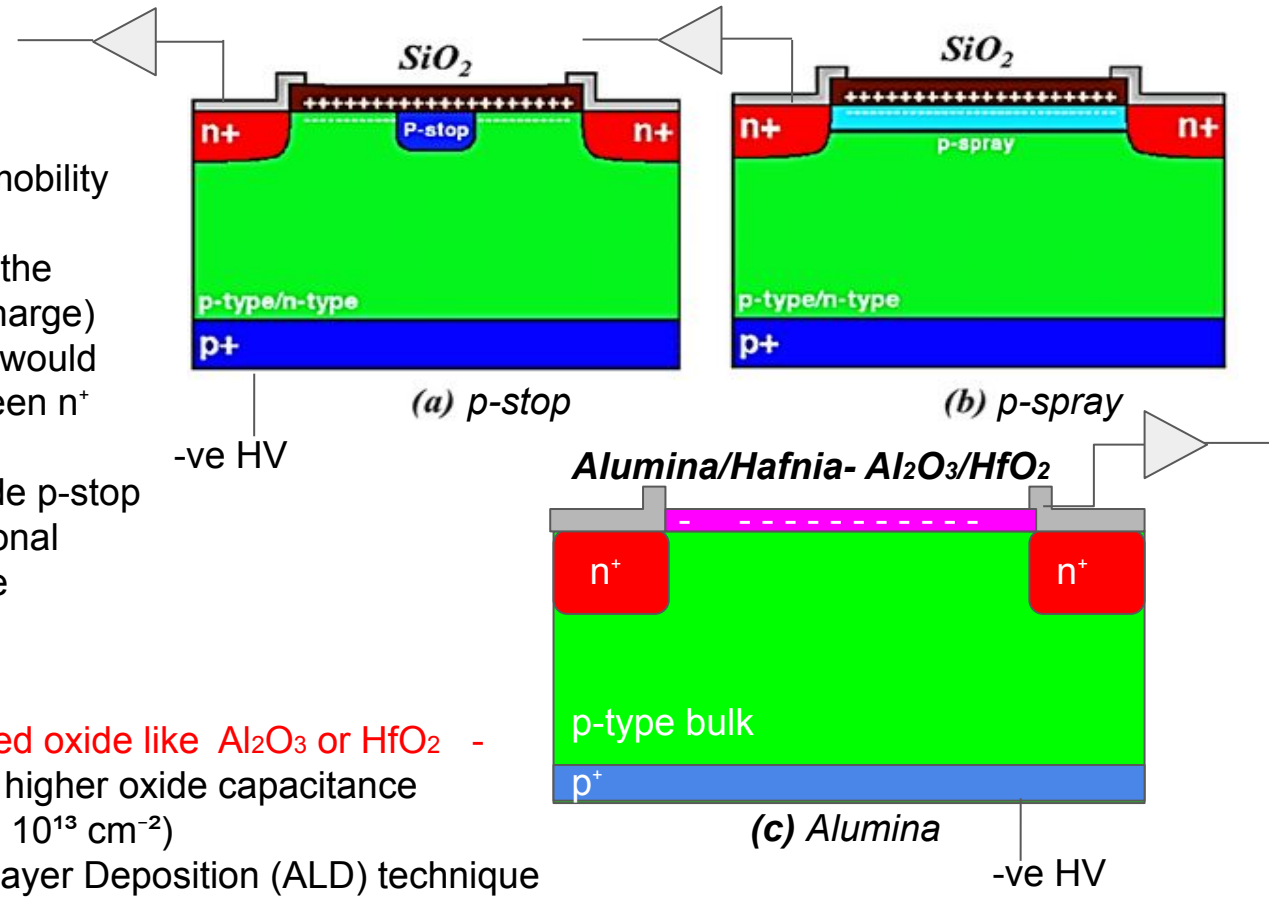 SiO₂
SiO₂
++++++++++++++++++
++++++++++++++++++
n+ P-stop n+
n+ n+
p-spray
mobility
the
harge)
would
een n⁺
p-type/n-type
p-type/n-type
p+
p+
(a) p-stop
(b) p-spray
-ve HV
le p-stop
onal
e
Alumina/Hafnia- Al₂O₃/HfO₂
- - - - - - - - - - - -
n⁺ n⁺
p-type bulk
p⁺
(c) Alumina
-ve HV
ed oxide like Al₂O₃ or HfO₂ -
higher oxide capacitance
10¹³ cm⁻²)
ayer Deposition (ALD) technique